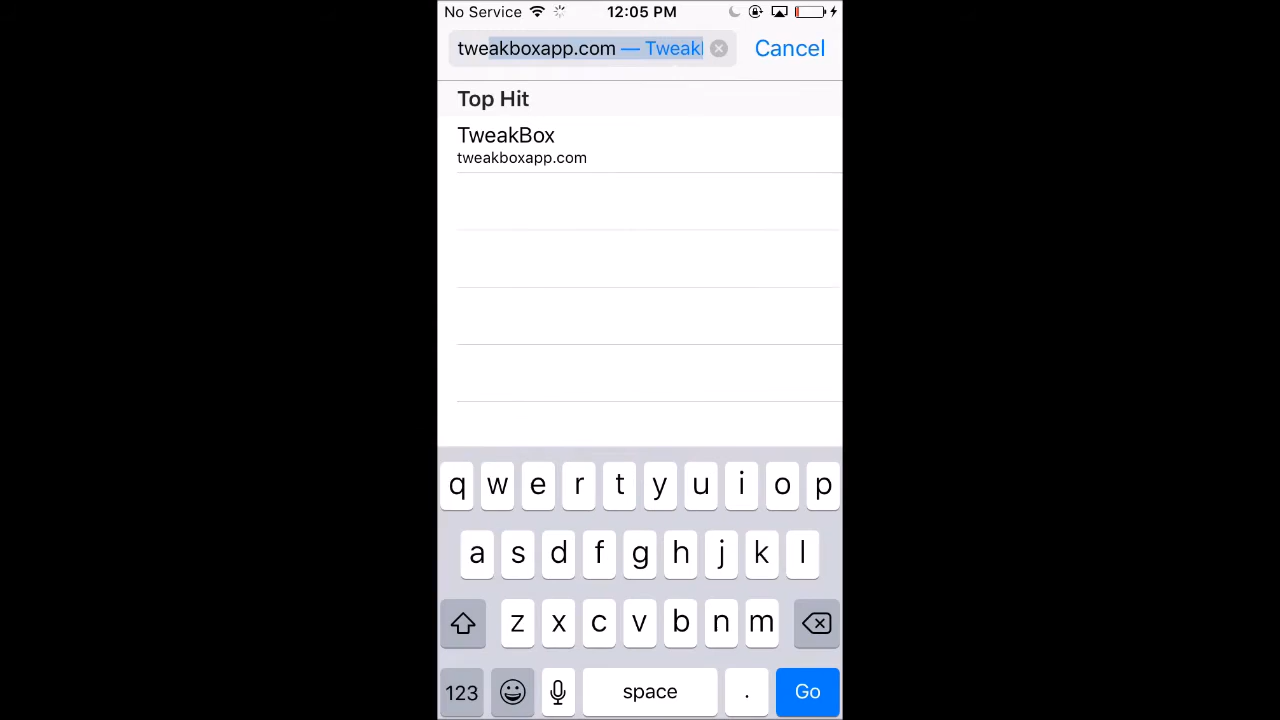 No Service 12:05 PM
tweakboxapp.com — Tweak Cancel
Top Hit
TweakBox
tweakboxapp.com
q w e r t y u i o p
a s d f g h j k l
z x c v b n m
123 space . Go